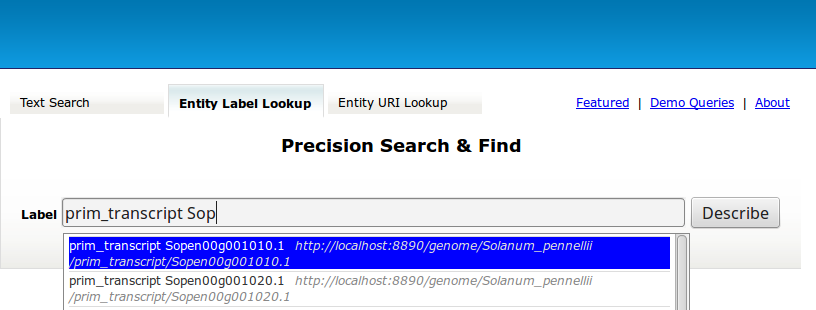 Text Search
Entity Label Lookup
Entity URI Lookup
Featured | Demo Queries | About
Precision Search & Find
Label
prim_transcript Sop
Describe
prim_transcript Sopen00g001010.1 http://localhost:8890/genome/Solanum_pennellii
/prim_transcript/Sopen00g001010.1
prim_transcript Sopen00g001020.1 http://localhost:8890/genome/Solanum_pennellii
/prim_transcript/Sopen00g001020.1